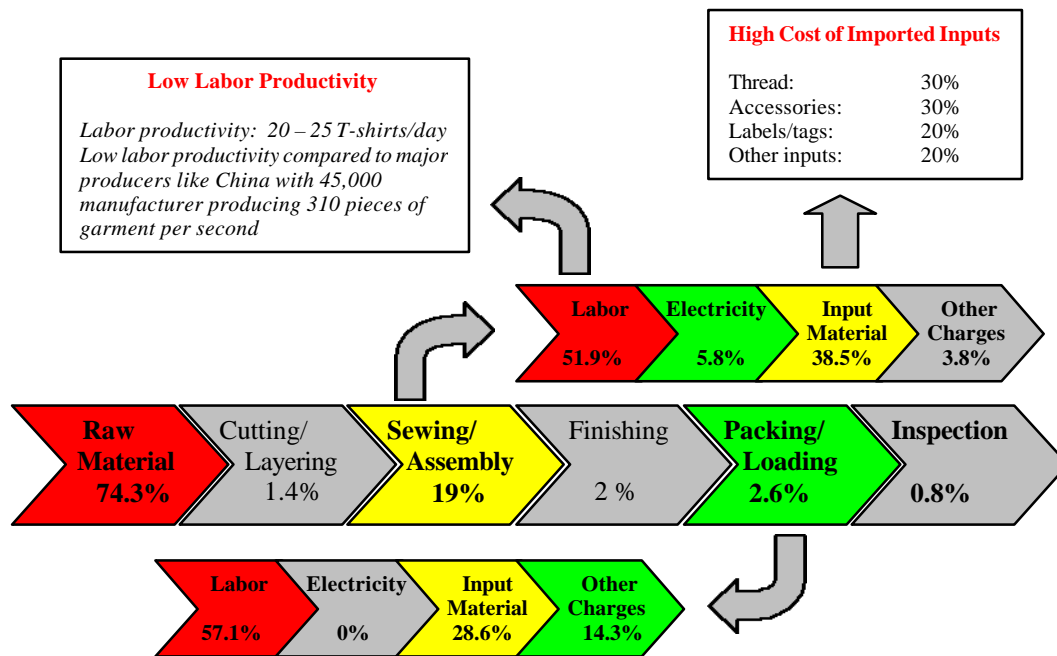 High Cost of Imported Inputs
Thread: 30%
Accessories: 30%
Labels/tags: 20%
Other inputs: 20%
Low Labor Productivity
Labor productivity: 20 – 25 T-shirts/day
Low labor productivity compared to major
producers like China with 45,000
manufacturer producing 310 pieces of
garment per second
Labor
51.9%
Electricity
5.8%
Input
Material
38.5%
Other
Charges
3.8%
Raw
Material
74.3%
Cutting/
Layering
1.4%
Sewing/
Assembly
19%
Finishing
2 %
Packing/
Loading
2.6%
Inspection
0.8%
Labor
57.1%
Electricity
0%
Input
Material
28.6%
Other
Charges
14.3%